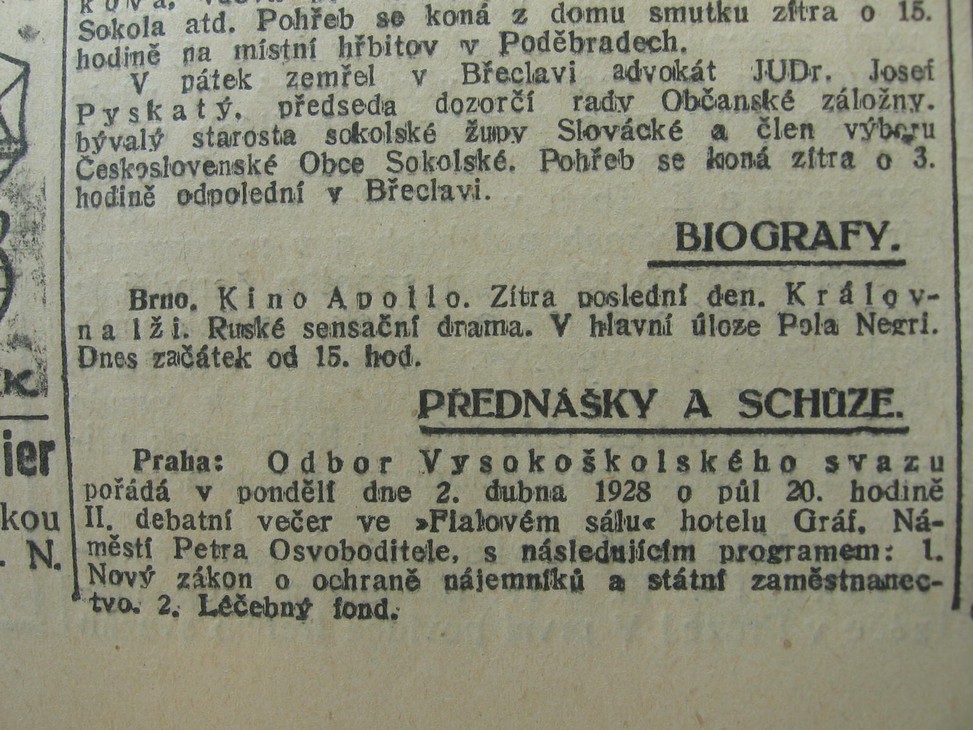 Sokola atd. Pohřeb se koná z domu smutku zítra o 15.
hodině na místní hřbitov v Poděbradech.
V pátek zemřel v Břeclavi advokát JUDr. Josef
Pyskatý, předseda dozorčí rady Občanské záložny.
bývalý starosta sokolské župy Slovácké a člen výboru
Československé Obce Sokolské. Pohřeb se koná zítra o 3.
hodině odpolední v Břeclavi.
BIOGRAFY.
Brno. Kino Apollo. Zítra poslední den. Králov-
na lži. Ruské sensační drama. V hlavní úloze Pola Negri.
Dnes začátek od 15. hod.
PŘEDNÁŠKY A SCHŮZE.
Praha: Odbor Vysokoškolského svazu
pořádá v pondělí dne 2. dubna 1928 o půl 20. hodině
II. debatní večer ve »Fialovém sálu« hotelu Gráf, Ná-
městí Petra Osvoboditele, s následujícím programem: 1.
Nový zákon o ochraně nájemníků a státní zaměstnanec-
tvo. 2. Léčebný fond.
ier
kou
. N.